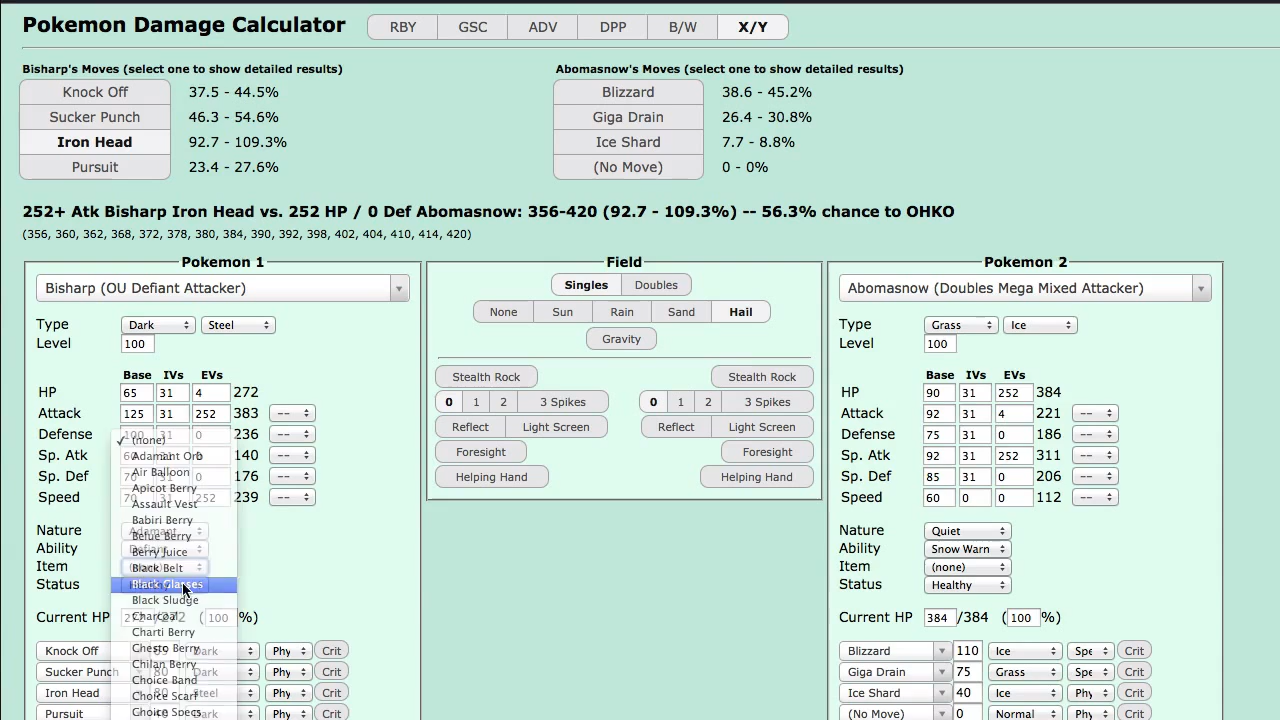 Pokemon Damage Calculator RBY GSC ADV DPP B/W X/Y
Bisharp's Moves (select one to show detailed results)
Knock Off 37.5 - 44.5%
Sucker Punch 46.3 - 54.6%
Iron Head 92.7 - 109.3%
Pursuit 23.4 - 27.6%
Abomasnow's Moves (select one to show detailed results)
Blizzard 38.6 - 45.2%
Giga Drain 26.4 - 30.8%
Ice Shard 7.7 - 8.8%
(No Move) 0 - 0%
252+ Atk Bisharp Iron Head vs. 252 HP / 0 Def Abomasnow: 356-420 (92.7 - 109.3%) -- 56.3% chance to OHKO
(356, 360, 362, 368, 372, 378, 380, 384, 390, 392, 398, 402, 404, 410, 414, 420)
Pokemon 1
Bisharp (OU Defiant Attacker)
Type Dark Steel
Level 100
Base IVs EVs
HP 65 31 4 272
Attack 125 31 252 383 --
Defense 100 31 0 236 --
Sp. Atk 140 --
Sp. Def 176 --
Speed 252 239 --
Nature Adamant
Ability
Item
Status
Current HP /272 (100 %)
Knock Off Dark Phy Crit
Sucker Punch Dark Phy Crit
Iron Head Steel Phy Crit
Pursuit Dark Phy Crit
✓ (none)
Adamant Orb
Air Balloon
Apicot Berry
Assault Vest
Babiri Berry
Belue Berry
Berry Juice
Black Belt
Black Glasses
Black Sludge
Charcoal
Charti Berry
Chesto Berry
Chilan Berry
Choice Band
Choice Scarf
Choice Specs
Field
Singles Doubles
None Sun Rain Sand Hail
Gravity
Stealth Rock Stealth Rock
0 1 2 3 Spikes 0 1 2 3 Spikes
Reflect Light Screen Reflect Light Screen
Foresight Foresight
Helping Hand Helping Hand
Pokemon 2
Abomasnow (Doubles Mega Mixed Attacker)
Type Grass Ice
Level 100
Base IVs EVs
HP 90 31 252 384
Attack 92 31 4 221 --
Defense 75 31 0 186 --
Sp. Atk 92 31 252 311 --
Sp. Def 85 31 0 206 --
Speed 60 0 0 112 --
Nature Quiet
Ability Snow Warn
Item (none)
Status Healthy
Current HP 384 /384 (100 %)
Blizzard 110 Ice Spe Crit
Giga Drain 75 Grass Spe Crit
Ice Shard 40 Ice Phy Crit
(No Move) 0 Normal Phy Crit